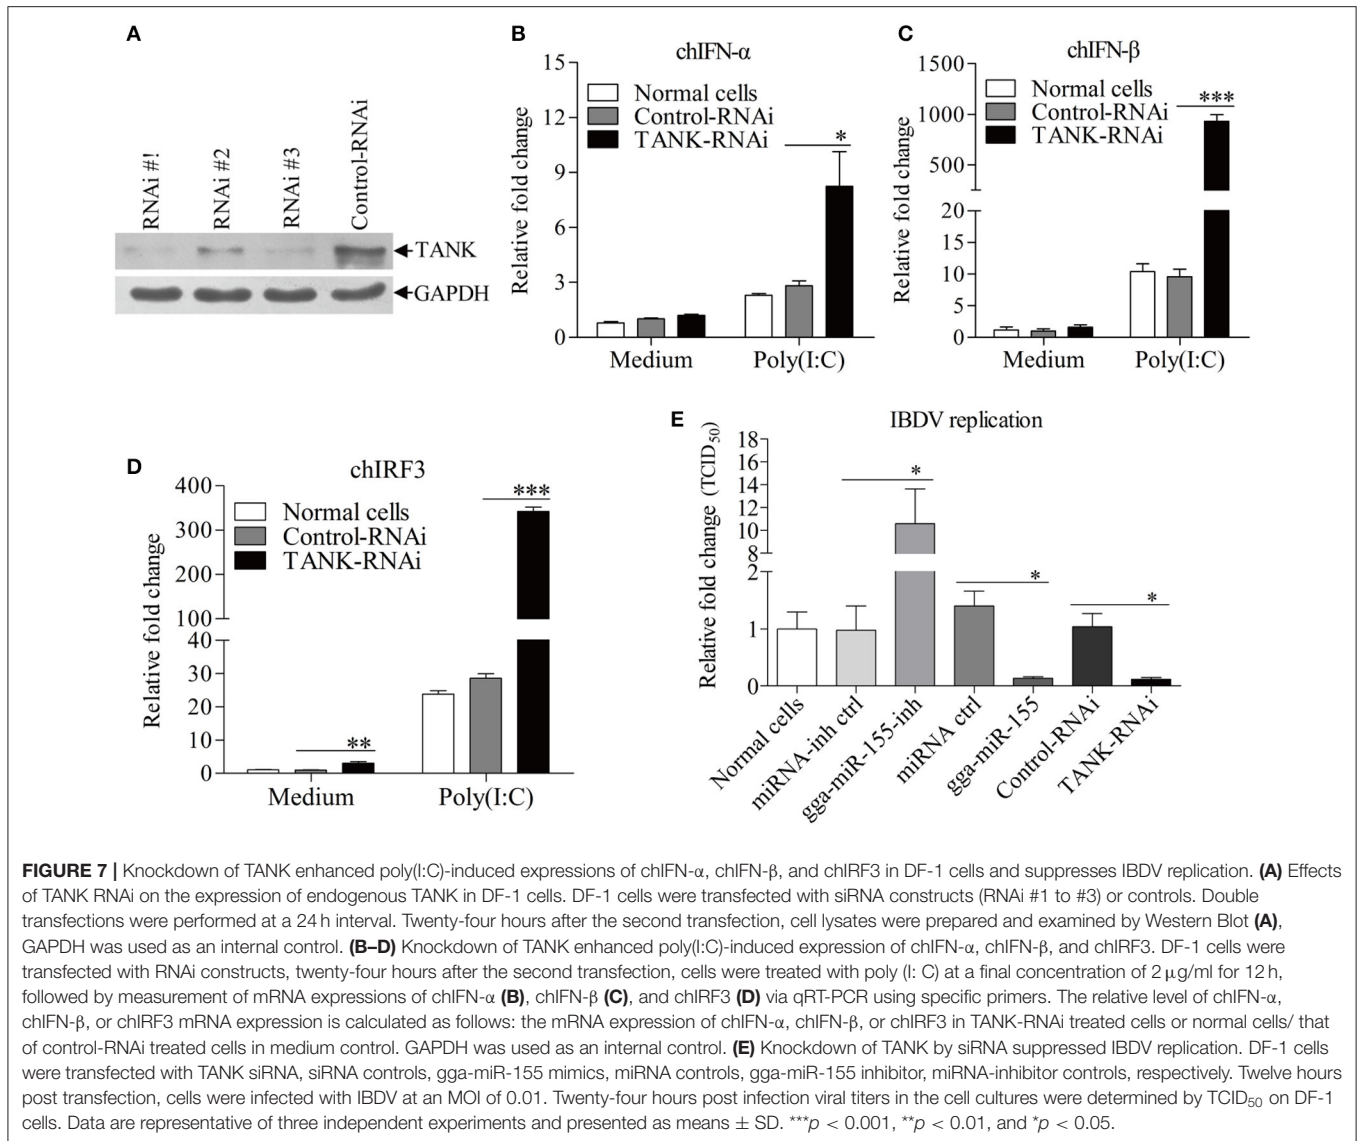 A
RNAi #!
RNAi #2
RNAi #3
Control-RNAi
TANK
GAPDH
B
chIFN-α
Relative fold change
15
12
9
6
3
0
Normal cells
Control-RNAi
TANK-RNAi
*
Medium
Poly(I:C)
C
chIFN-β
Relative fold change
1500
1000
500
20
15
10
5
0
Normal cells
Control-RNAi
TANK-RNAi
***
Medium
Poly(I:C)
D
chIRF3
Relative fold change
400
300
200
100
40
30
20
10
0
Normal cells
Control-RNAi
TANK-RNAi
**
***
Medium
Poly(I:C)
E
IBDV replication
Relative fold change (TCID50)
18
16
14
12
10
8
2
1
0
*
*
*
Normal cells
miRNA-inh ctrl
gga-miR-155-inh
miRNA ctrl
gga-miR-155
Control-RNAi
TANK-RNAi
FIGURE 7 | Knockdown of TANK enhanced poly(I:C)-induced expressions of chIFN-α, chIFN-β, and chIRF3 in DF-1 cells and suppresses IBDV replication. (A) Effects
of TANK RNAi on the expression of endogenous TANK in DF-1 cells. DF-1 cells were transfected with siRNA constructs (RNAi #1 to #3) or controls. Double
transfections were performed at a 24 h interval. Twenty-four hours after the second transfection, cell lysates were prepared and examined by Western Blot (A),
GAPDH was used as an internal control. (B–D) Knockdown of TANK enhanced poly(I:C)-induced expression of chIFN-α, chIFN-β, and chIRF3. DF-1 cells were
transfected with RNAi constructs, twenty-four hours after the second transfection, cells were treated with poly (I: C) at a final concentration of 2 μg/ml for 12 h,
followed by measurement of mRNA expressions of chIFN-α (B), chIFN-β (C), and chIRF3 (D) via qRT-PCR using specific primers. The relative level of chIFN-α,
chIFN-β, or chIRF3 mRNA expression is calculated as follows: the mRNA expression of chIFN-α, chIFN-β, or chIRF3 in TANK-RNAi treated cells or normal cells/ that
of control-RNAi treated cells in medium control. GAPDH was used as an internal control. (E) Knockdown of TANK by siRNA suppressed IBDV replication. DF-1 cells
were transfected with TANK siRNA, siRNA controls, gga-miR-155 mimics, miRNA controls, gga-miR-155 inhibitor, miRNA-inhibitor controls, respectively. Twelve hours
post transfection, cells were infected with IBDV at an MOI of 0.01. Twenty-four hours post infection viral titers in the cell cultures were determined by TCID50 on DF-1
cells. Data are representative of three independent experiments and presented as means ± SD. ***p < 0.001, **p < 0.01, and *p < 0.05.